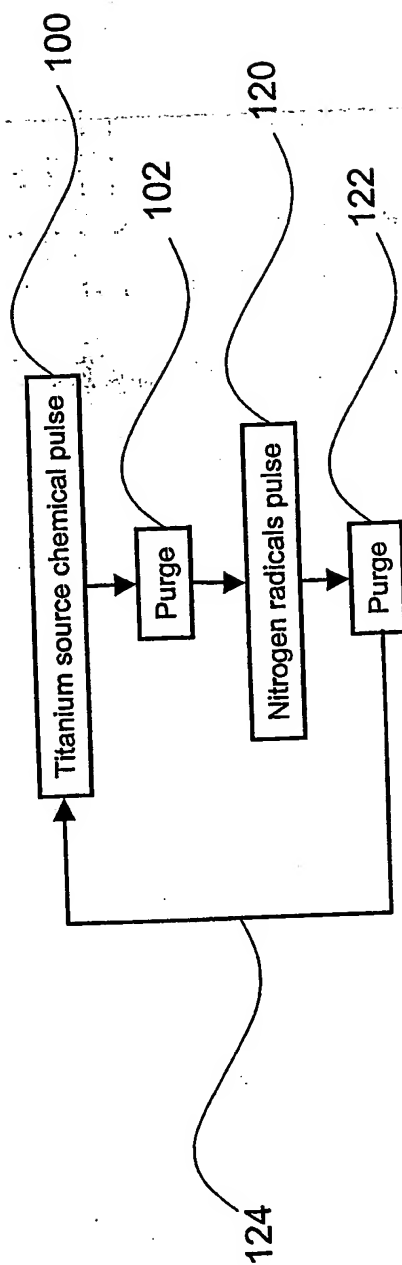 Titanium source chemical pulse
100
Purge
102
Nitrogen radicals pulse
120
Purge
122
124